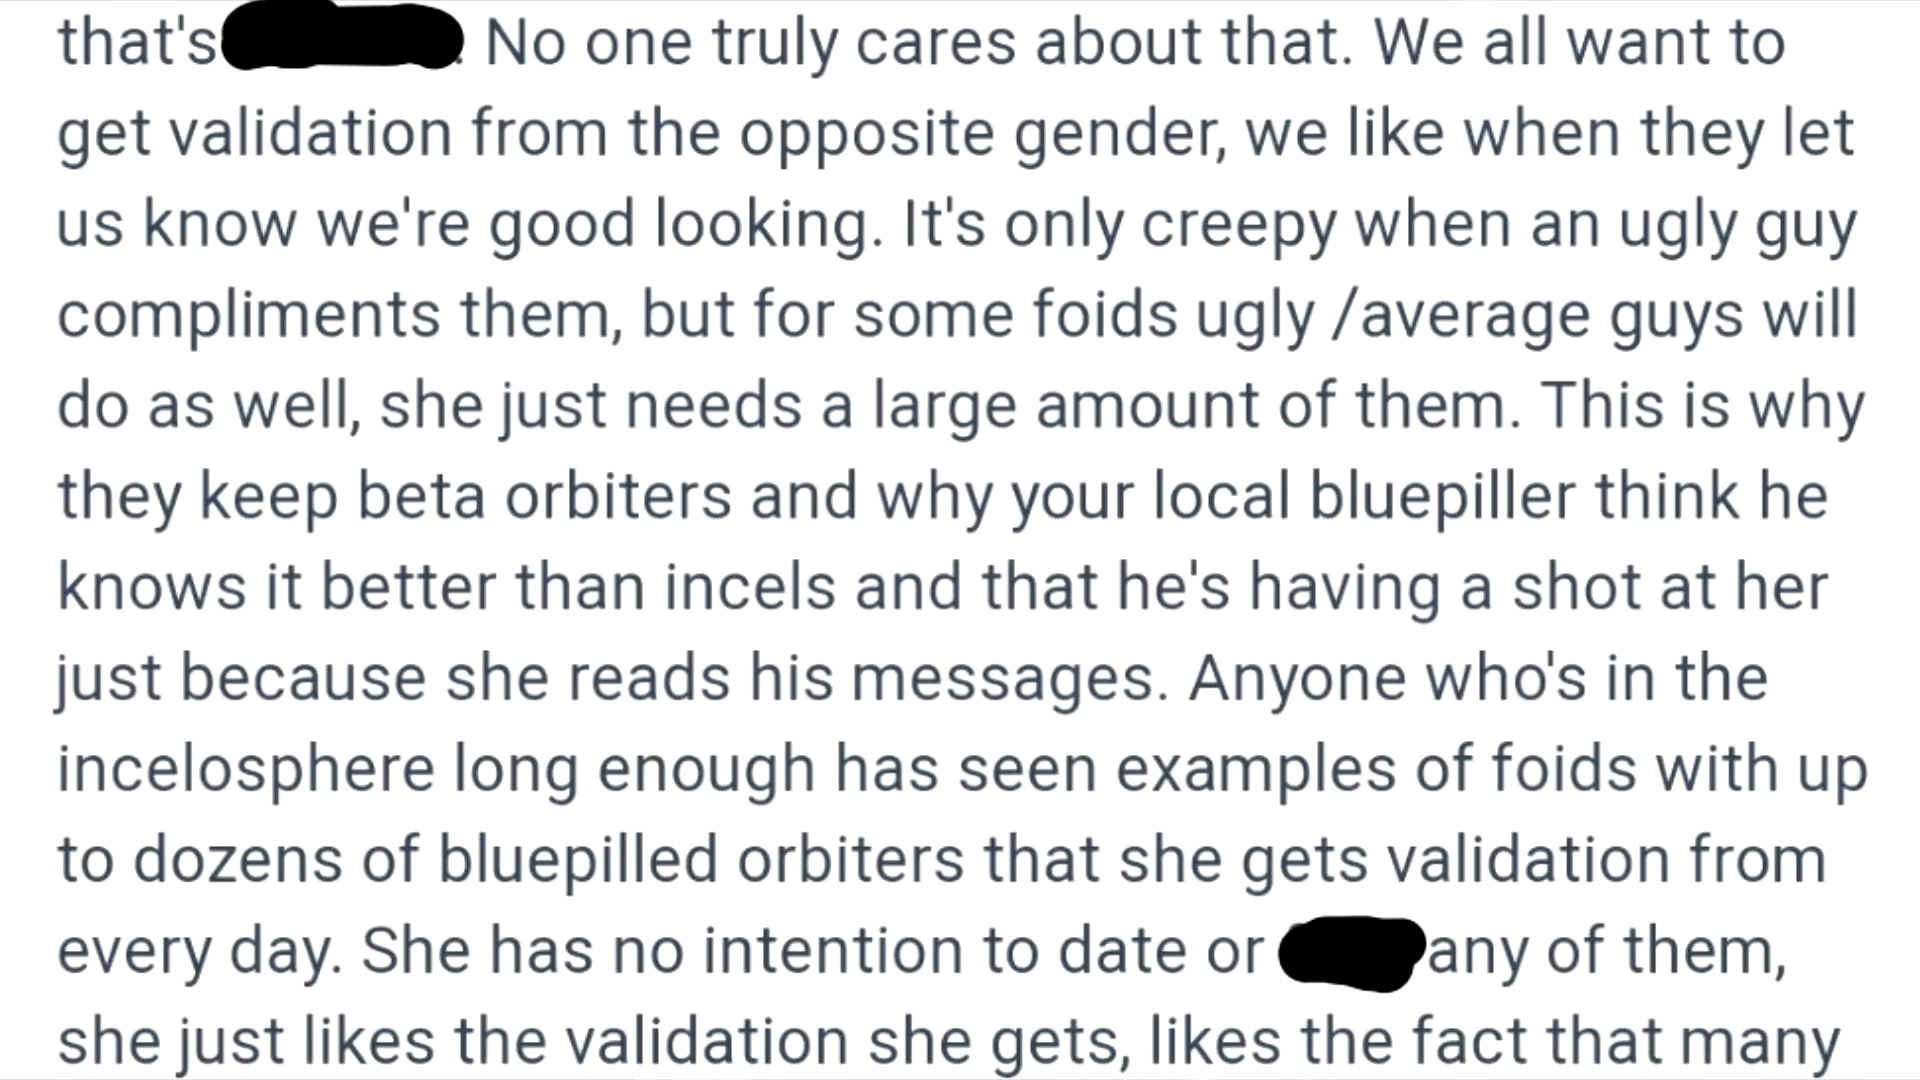 that's . No one truly cares about that. We all want to
get validation from the opposite gender, we like when they let
us know we're good looking. It's only creepy when an ugly guy
compliments them, but for some foids ugly /average guys will
do as well, she just needs a large amount of them. This is why
they keep beta orbiters and why your local bluepiller think he
knows it better than incels and that he's having a shot at her
just because she reads his messages. Anyone who's in the
incelosphere long enough has seen examples of foids with up
to dozens of bluepilled orbiters that she gets validation from
every day. She has no intention to date or any of them,
she just likes the validation she gets, likes the fact that many